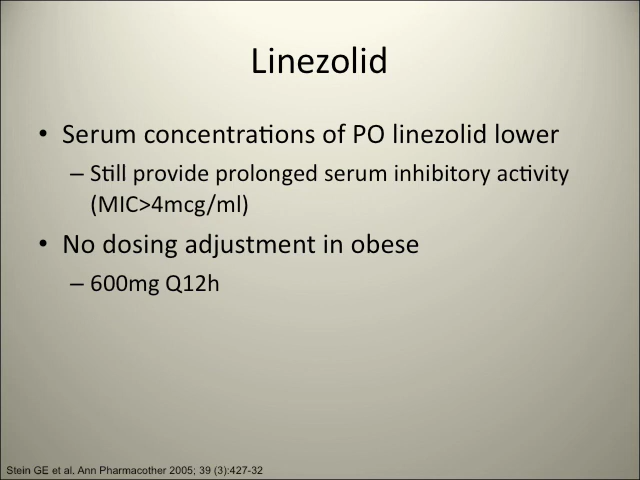 Linezolid
• Serum concentrations of PO linezolid lower
– Still provide prolonged serum inhibitory activity
(MIC>4mcg/ml)
• No dosing adjustment in obese
– 600mg Q12h
Stein GE et al. Ann Pharmacother 2005; 39 (3):427-32